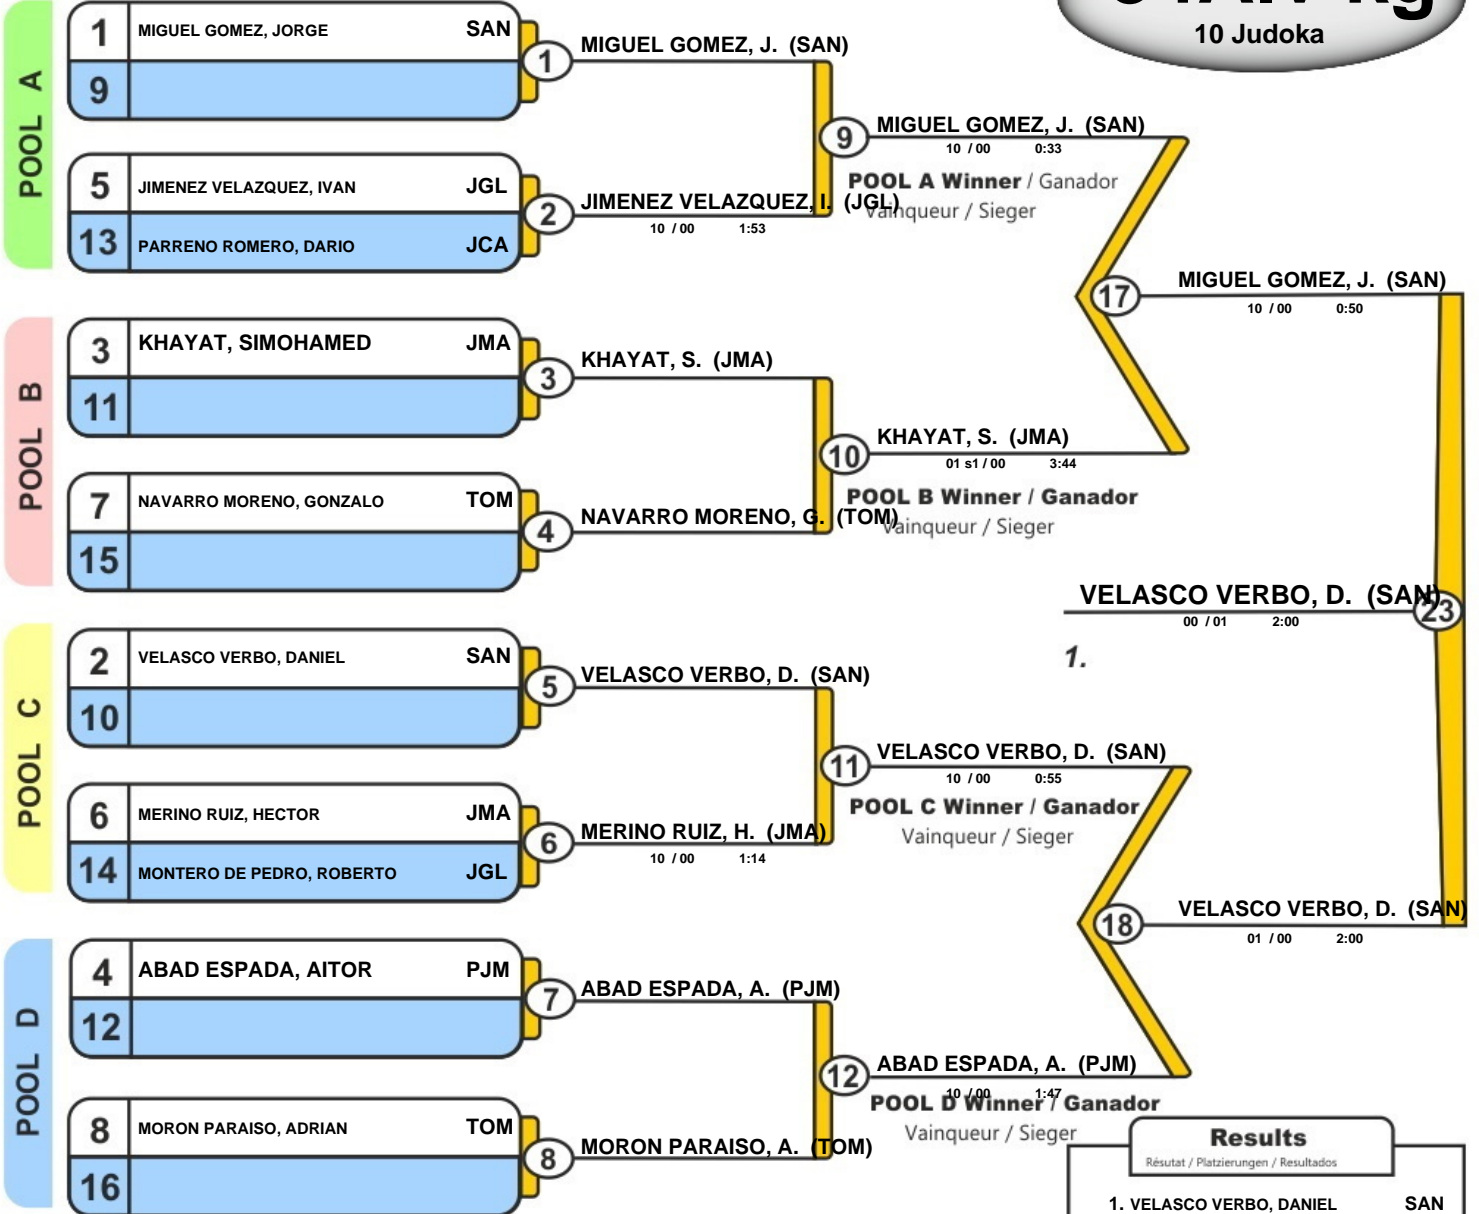 kg
10 Judoka
POOL A
1 MIGUEL GOMEZ, JORGE SAN
9
1
MIGUEL GOMEZ, J. (SAN)
5 JIMENEZ VELAZQUEZ, IVAN JGL
13 PARRENO ROMERO, DARIO JCA
2
JIMENEZ VELAZQUEZ, I. (JGL)
10 / 00 1:53
9
MIGUEL GOMEZ, J. (SAN)
10 / 00 0:33
POOL A Winner / Ganador
Vainqueur / Sieger
POOL B
3 KHAYAT, SIMOHAMED JMA
11
3
KHAYAT, S. (JMA)
7 NAVARRO MORENO, GONZALO TOM
15
4
NAVARRO MORENO, G. (TOM)
10
KHAYAT, S. (JMA)
01 s1 / 00 3:44
POOL B Winner / Ganador
Vainqueur / Sieger
17
MIGUEL GOMEZ, J. (SAN)
10 / 00 0:50
VELASCO VERBO, D. (SAN)
23
00 / 01 2:00
1.
POOL C
2 VELASCO VERBO, DANIEL SAN
10
5
VELASCO VERBO, D. (SAN)
6 MERINO RUIZ, HECTOR JMA
14 MONTERO DE PEDRO, ROBERTO JGL
6
MERINO RUIZ, H. (JMA)
10 / 00 1:14
11
VELASCO VERBO, D. (SAN)
10 / 00 0:55
POOL C Winner / Ganador
Vainqueur / Sieger
POOL D
4 ABAD ESPADA, AITOR PJM
12
7
ABAD ESPADA, A. (PJM)
8 MORON PARAISO, ADRIAN TOM
16
8
MORON PARAISO, A. (TOM)
12
ABAD ESPADA, A. (PJM)
10 / 00 1:47
POOL D Winner / Ganador
Vainqueur / Sieger
18
VELASCO VERBO, D. (SAN)
01 / 00 2:00
Results
Résutat / Platzierungen / Resultados
1. VELASCO VERBO, DANIEL SAN